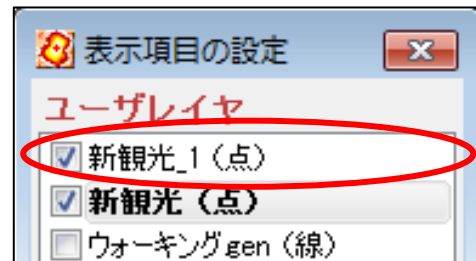 表示項目の設定
ユーザレイヤ
新観光_1（点）
新観光（点）
ウォーキングgen（線）